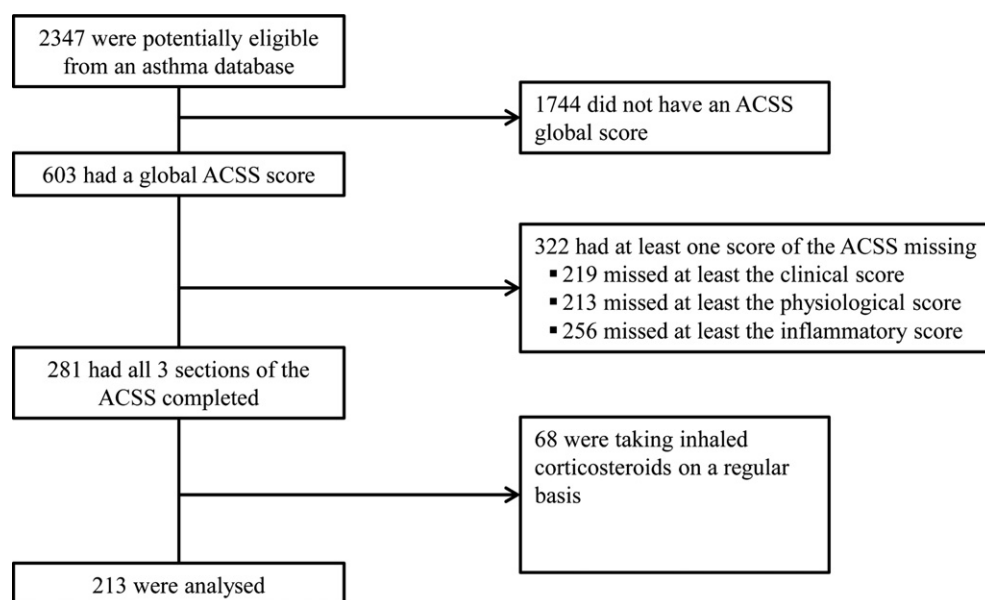 2347 were potentially eligible
from an asthma database
1744 did not have an ACSS
global score
603 had a global ACSS score
322 had at least one score of the ACSS missing
▪ 219 missed at least the clinical score
▪ 213 missed at least the physiological score
▪ 256 missed at least the inflammatory score
281 had all 3 sections of the
ACSS completed
68 were taking inhaled
corticosteroids on a regular
basis
213 were analysed